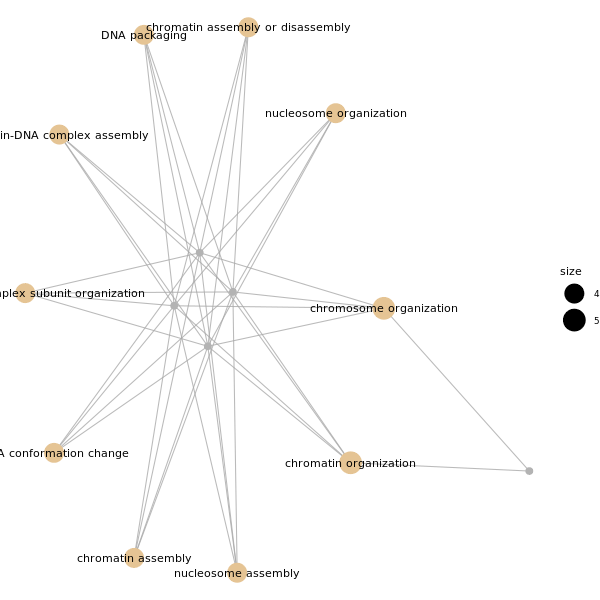 chromatin assembly or disassembly
DNA packaging
nucleosome organization
in-DNA complex assembly
size
4
5
plex subunit organization
chromosome organization
A conformation change
chromatin organization
chromatin assembly
nucleosome assembly